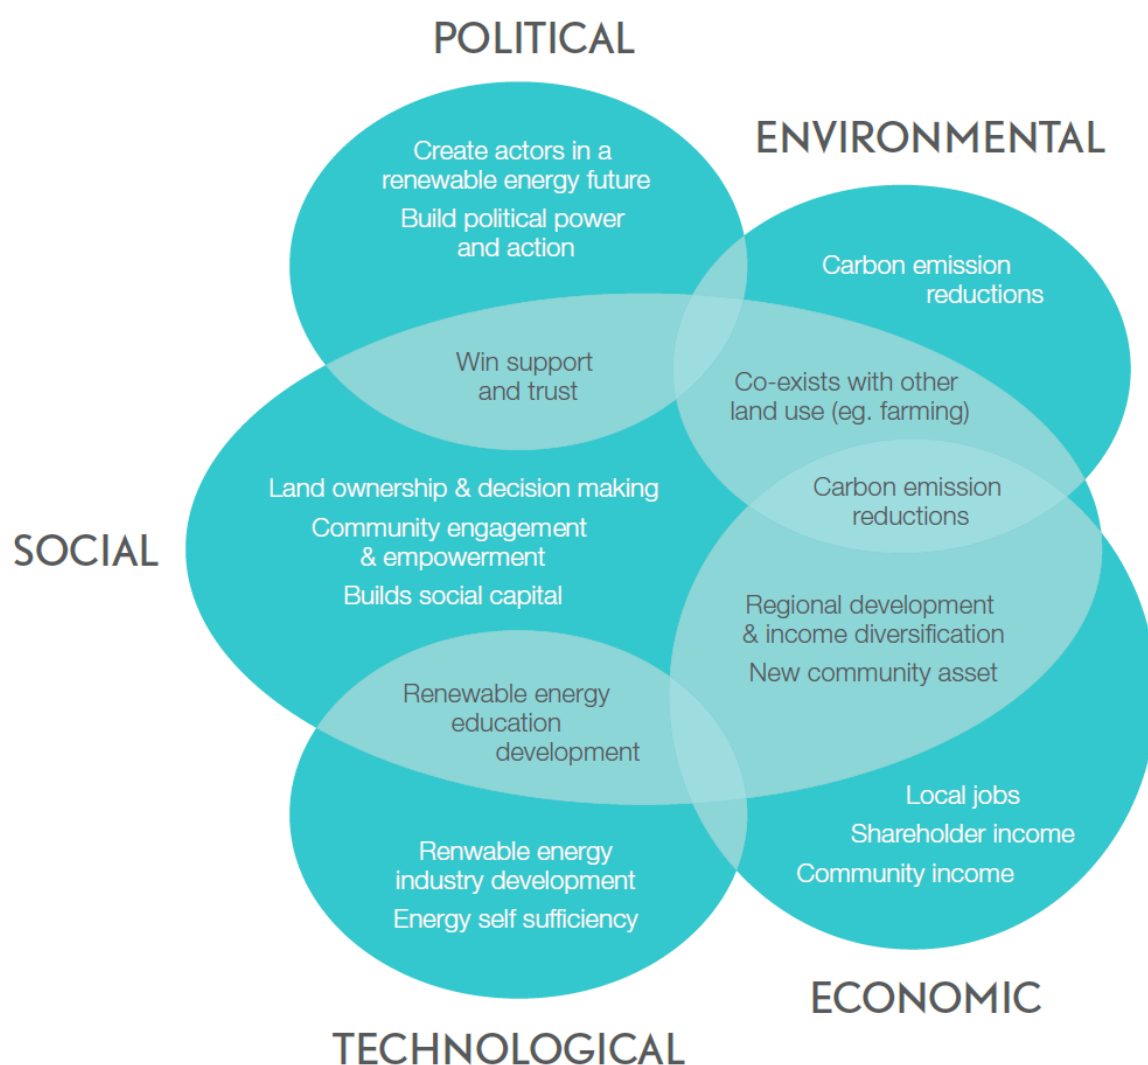 POLITICAL
Create actors in a
renewable energy future
Build political power
and action
ENVIRONMENTAL
Carbon emission
reductions
Win support
and trust
Co-exists with other
land use (eg. farming)
SOCIAL
Land ownership & decision making
Community engagement
& empowerment
Builds social capital
Carbon emission
reductions
Regional development
& income diversification
New community asset
Renewable energy
education
development
Renwable energy
industry development
Energy self sufficiency
Local jobs
Shareholder income
Community income
ECONOMIC
TECHNOLOGICAL